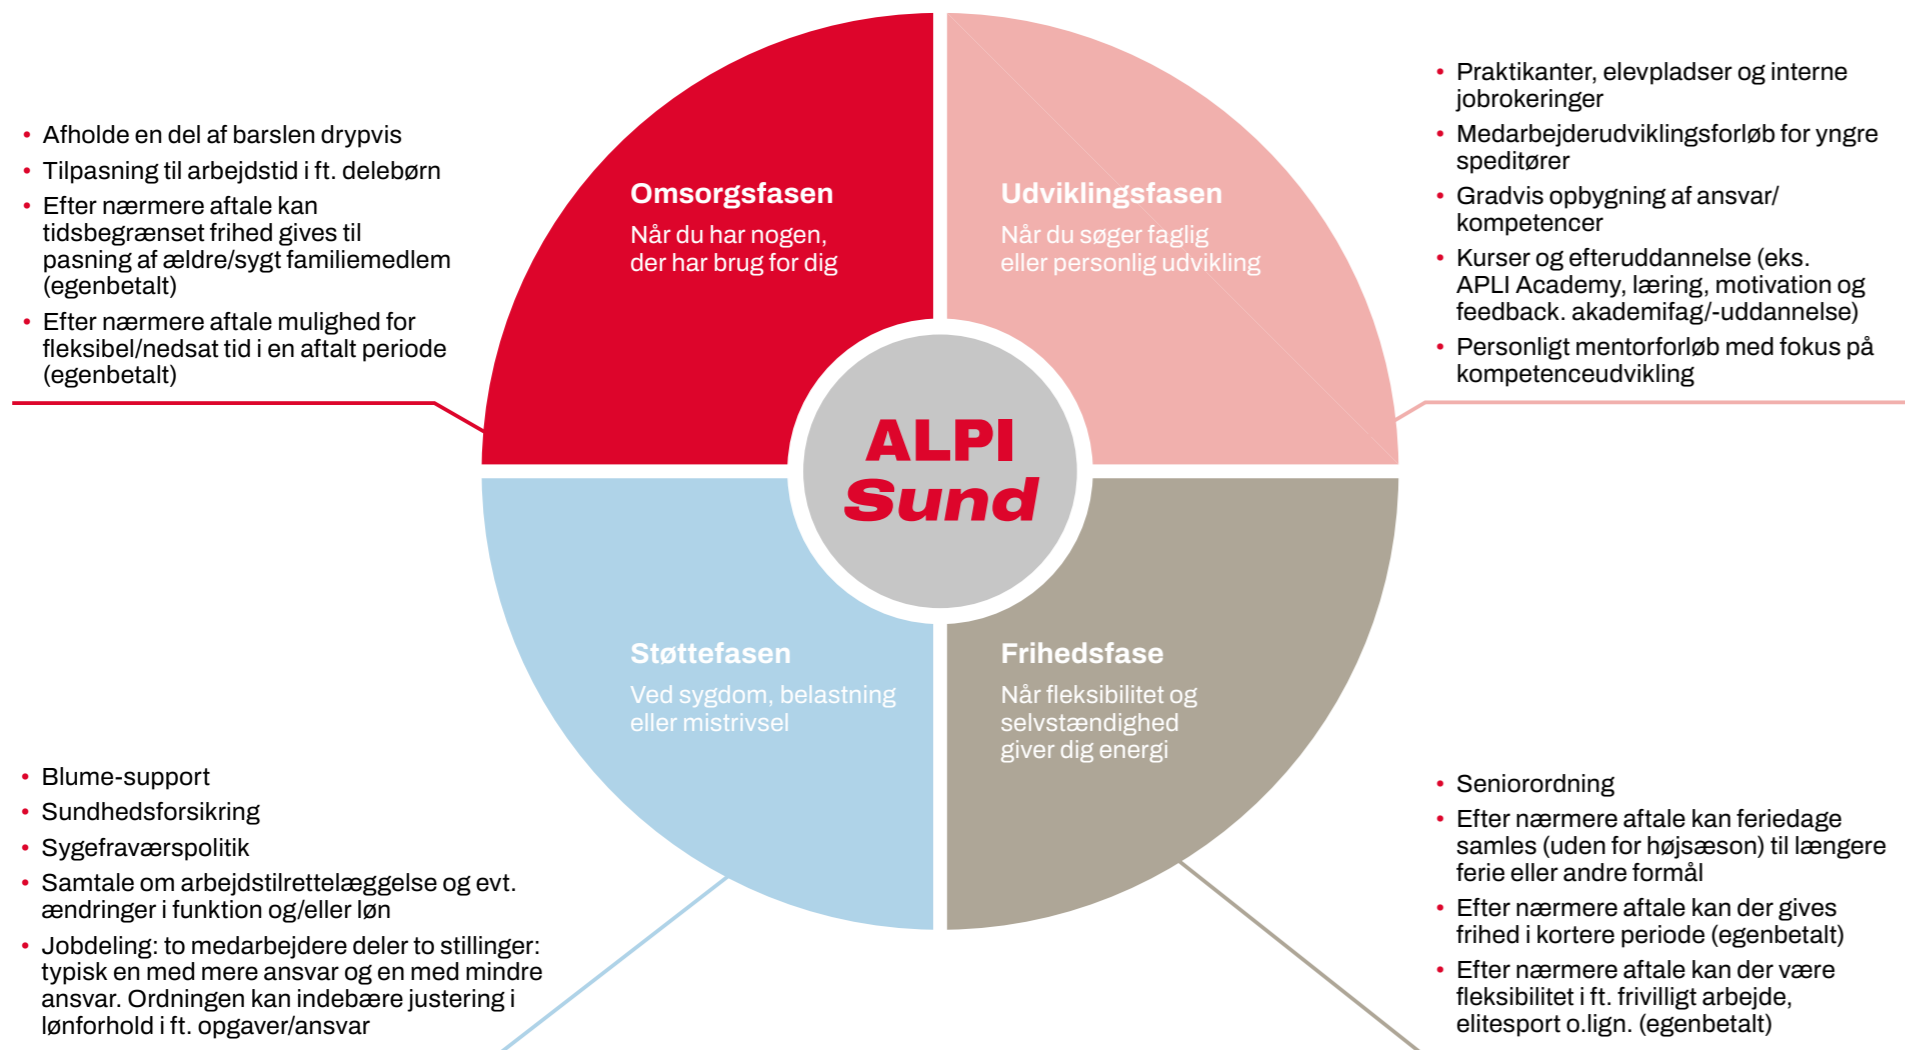 • Afholde en del af barslen drypvis
• Tilpasning til arbejdstid i ft. delebørn
• Efter nærmere aftale kan
tidsbegrænset frihed gives til
pasning af ældre/sygt familiemedlem
(egenbetalt)
• Efter nærmere aftale mulighed for
fleksibel/nedsat tid i en aftalt periode
(egenbetalt)
Omsorgsfasen
Når du har nogen,
der har brug for dig
Udviklingsfasen
Når du søger faglig
eller personlig udvikling
• Praktikanter, elevpladser og interne
jobrokeringer
• Medarbejderudviklingsforløb for yngre
speditører
• Gradvis opbygning af ansvar/
kompetencer
• Kurser og efteruddannelse (eks.
APLI Academy, læring, motivation og
feedback. akademifag/-uddannelse)
• Personligt mentorforløb med fokus på
kompetenceudvikling
ALPI
Sund
Støttefasen
Ved sygdom, belastning
eller mistrivsel
Frihedsfase
Når fleksibilitet og
selvstændighed
giver dig energi
• Blume-support
• Sundhedsforsikring
• Sygefraværspolitik
• Samtale om arbejdstilrettelæggelse og evt.
ændringer i funktion og/eller løn
• Jobdeling: to medarbejdere deler to stillinger:
typisk en med mere ansvar og en med mindre
ansvar. Ordningen kan indebære justering i
lønforhold i ft. opgaver/ansvar
• Seniorordning
• Efter nærmere aftale kan feriedage
samles (uden for højsæson) til længere
ferie eller andre formål
• Efter nærmere aftale kan der gives
frihed i kortere periode (egenbetalt)
• Efter nærmere aftale kan der være
fleksibilitet i ft. frivilligt arbejde,
elitesport o.lign. (egenbetalt)